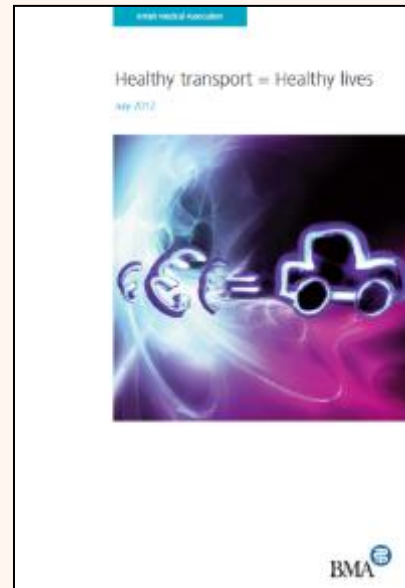 British Medical Association
Healthy transport = Healthy lives
July 2012
BMA